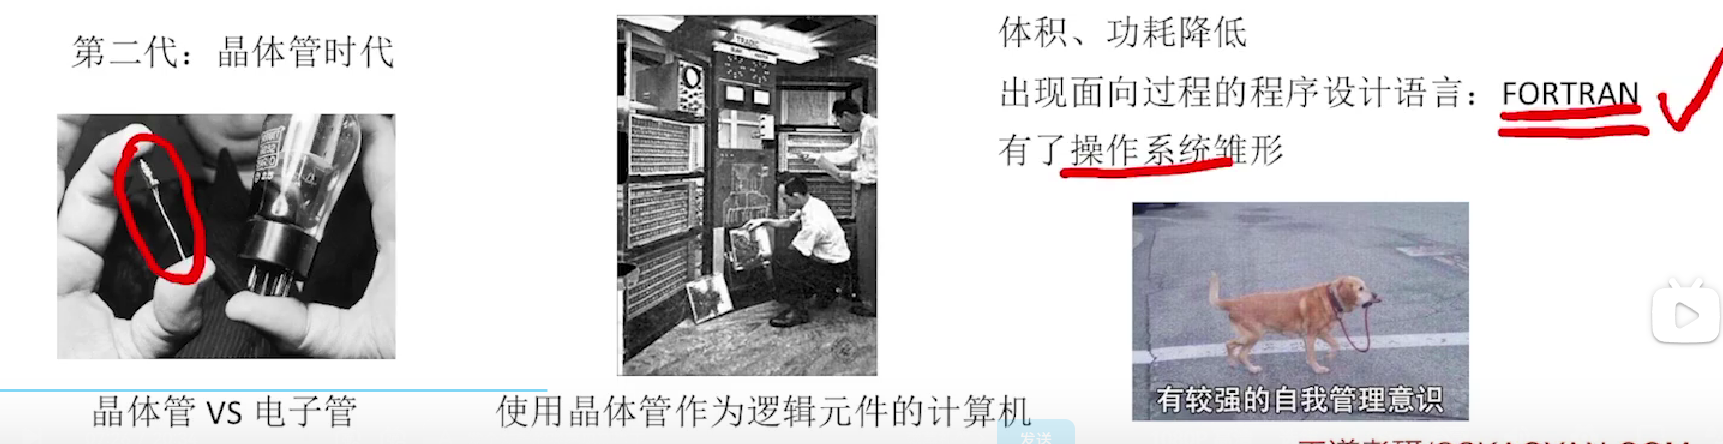 第二代：晶体管时代
晶体管 VS 电子管
TRADIC
使用晶体管作为逻辑元件的计算机
体积、功耗降低
出现面向过程的程序设计语言：FORTRAN
有了操作系统雏形
有较强的自我管理意识
发送